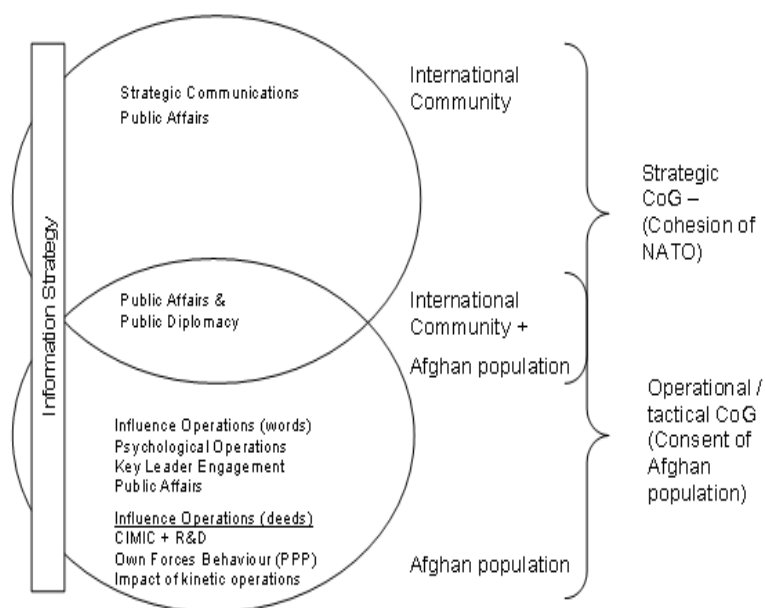 Information Strategy
Strategic Communications
Public Affairs
International
Community
Strategic
CoG –
(Cohesion of
NATO)
Public Affairs &
Public Diplomacy
International
Community +
Afghan population
Operational /
tactical CoG
(Consent of
Afghan
population)
Influence Operations (words)
Psychological Operations
Key Leader Engagement
Public Affairs
Influence Operations (deeds)
CIMIC + R&D
Own Forces Behaviour (PPP)
Impact of kinetic operations
Afghan population